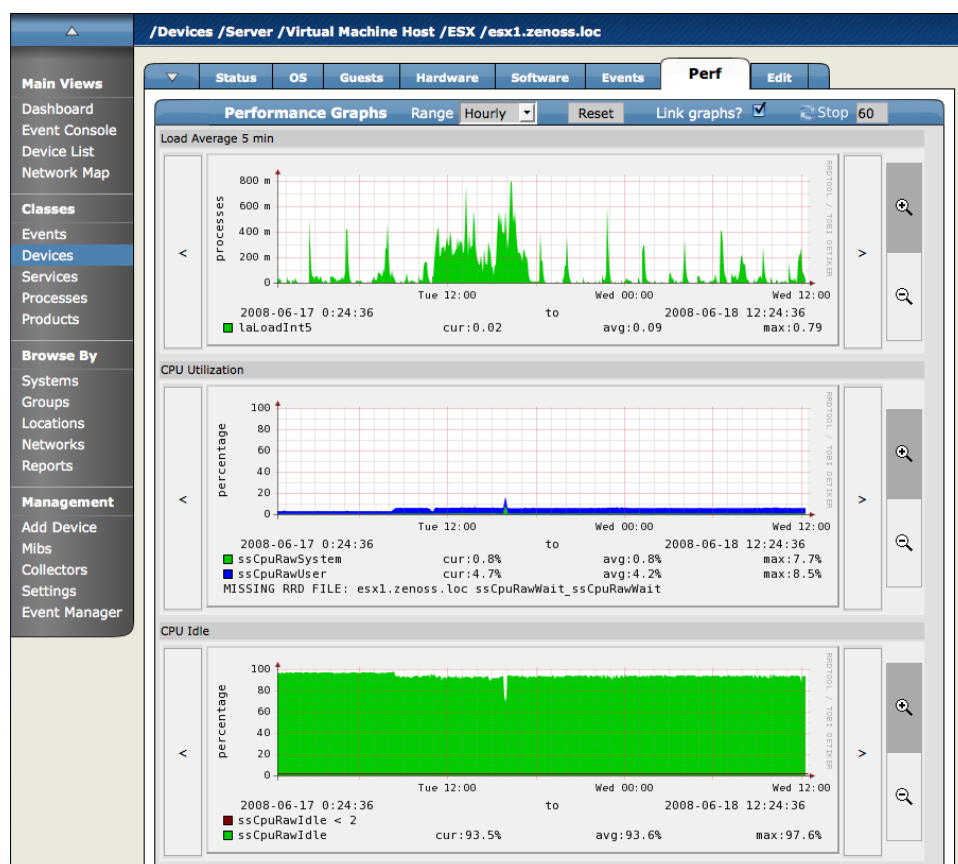 /Devices /Server /Virtual Machine Host /ESX /esx1.zenoss.loc
Main Views
Dashboard
Event Console
Device List
Network Map
Classes
Events
Devices
Services
Processes
Products
Browse By
Systems
Groups
Locations
Networks
Reports
Management
Add Device
Mibs
Collectors
Settings
Event Manager
Status OS Guests Hardware Software Events Perf Edit
Performance Graphs Range Hourly Reset Link graphs? Stop 60
Load Average 5 min
<
processes
800 m
600 m
400 m
200 m
0
Tue 12:00 Wed 00:00 Wed 12:00
2008-06-17 0:24:36 to 2008-06-18 12:24:36
laLoadInt5 cur:0.02 avg:0.09 max:0.79
RRDTOOL / TOBI OETIKER
>
CPU Utilization
<
percentage
100
80
60
40
20
0
Tue 12:00 Wed 00:00 Wed 12:00
2008-06-17 0:24:36 to 2008-06-18 12:24:36
ssCpuRawSystem cur:0.8% avg:0.8% max:7.7%
ssCpuRawUser cur:4.7% avg:4.2% max:8.5%
MISSING RRD FILE: esx1.zenoss.loc ssCpuRawWait_ssCpuRawWait
RRDTOOL / TOBI OETIKER
>
CPU Idle
<
percentage
100
80
60
40
20
0
Tue 12:00 Wed 00:00 Wed 12:00
2008-06-17 0:24:36 to 2008-06-18 12:24:36
ssCpuRawIdle < 2
ssCpuRawIdle cur:93.5% avg:93.6% max:97.6%
RRDTOOL / TOBI OETIKER
>